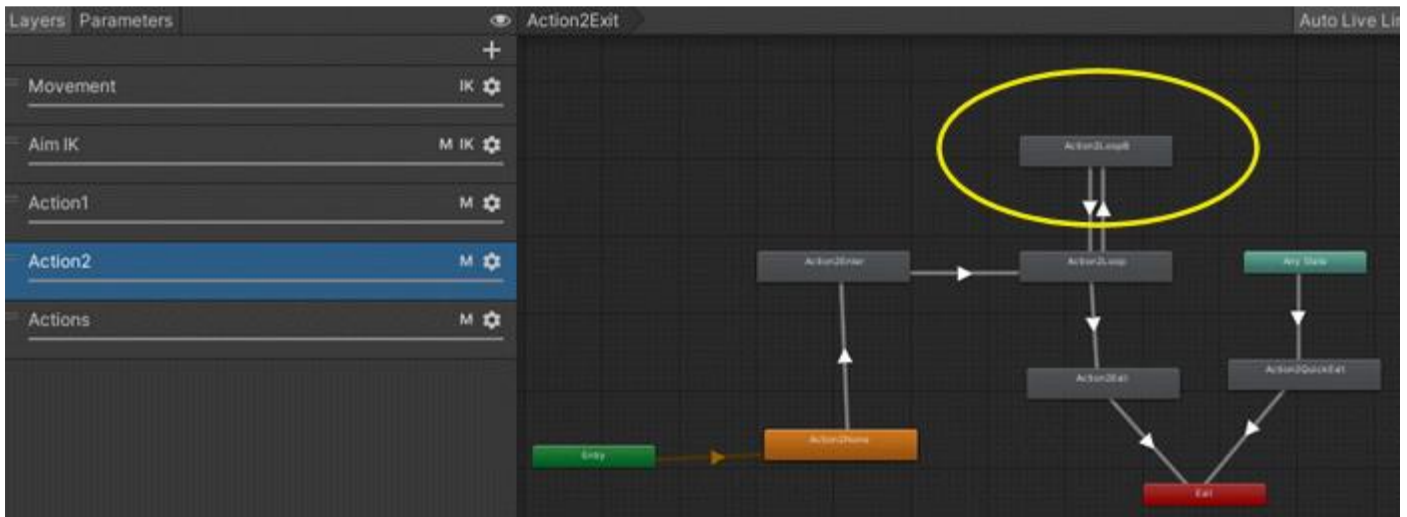 Layers Parameters
Action2Exit
Auto Live Lin
Movement IK
Aim IK M IK
Action1 M
Action2 M
Actions M
Action2LoopB
Action2Enter
Action2Loop
Any State
Action2Exit
Action2QuickExit
Action2None
Entry
Exit